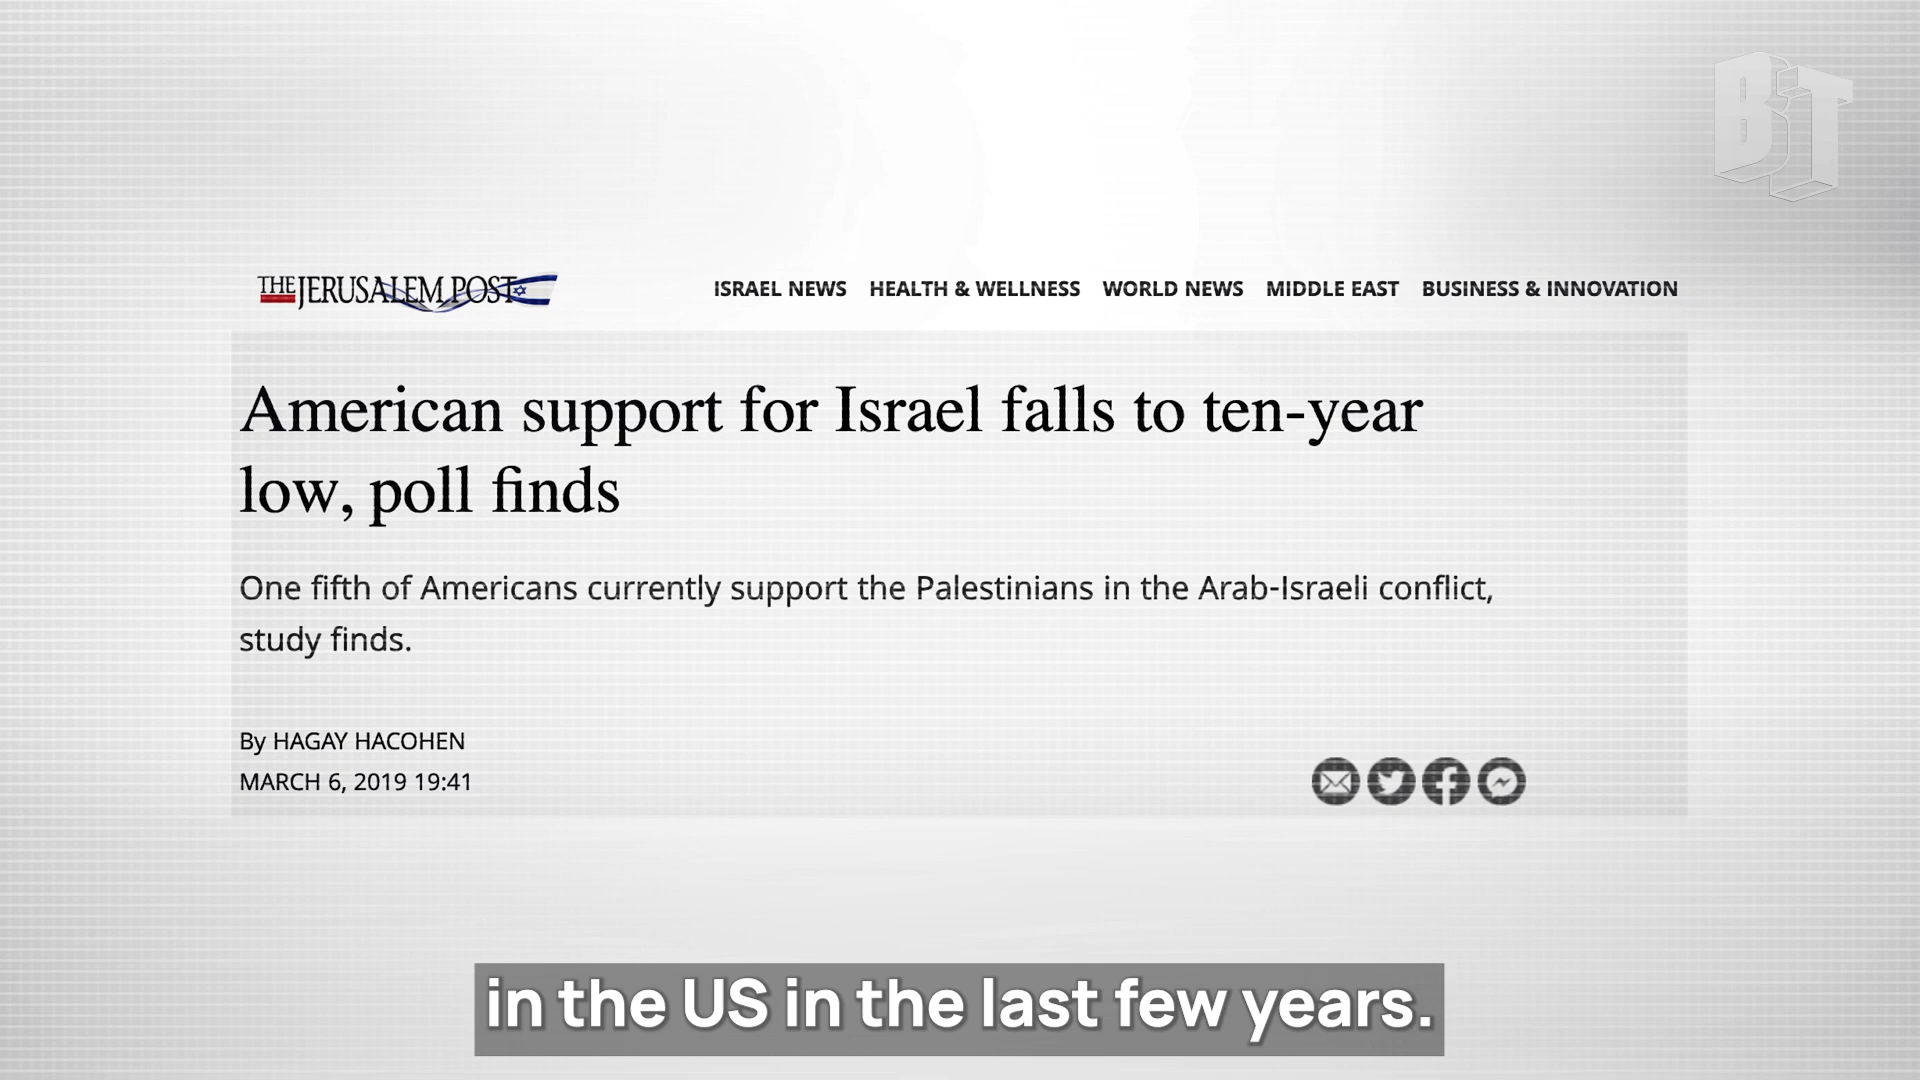 BT
THE JERUSALEM POST
ISRAEL NEWS HEALTH & WELLNESS WORLD NEWS MIDDLE EAST BUSINESS & INNOVATION
American support for Israel falls to ten-year
low, poll finds
One fifth of Americans currently support the Palestinians in the Arab-Israeli conflict,
study finds.
By HAGAY HACOHEN
MARCH 6, 2019 19:41
in the US in the last few years.